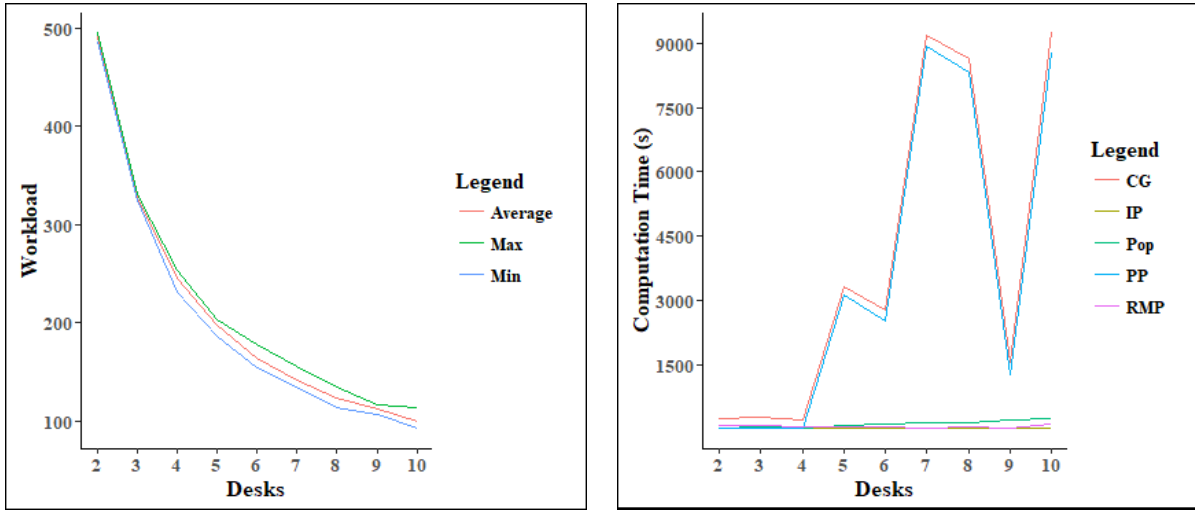 500
400
300
200
100
Workload
2 3 4 5 6 7 8 9 10
Desks
Legend
Average
Max
Min
9000
7500
6000
4500
3000
1500
Computation Time (s)
2 3 4 5 6 7 8 9 10
Desks
Legend
CG
IP
Pop
PP
RMP